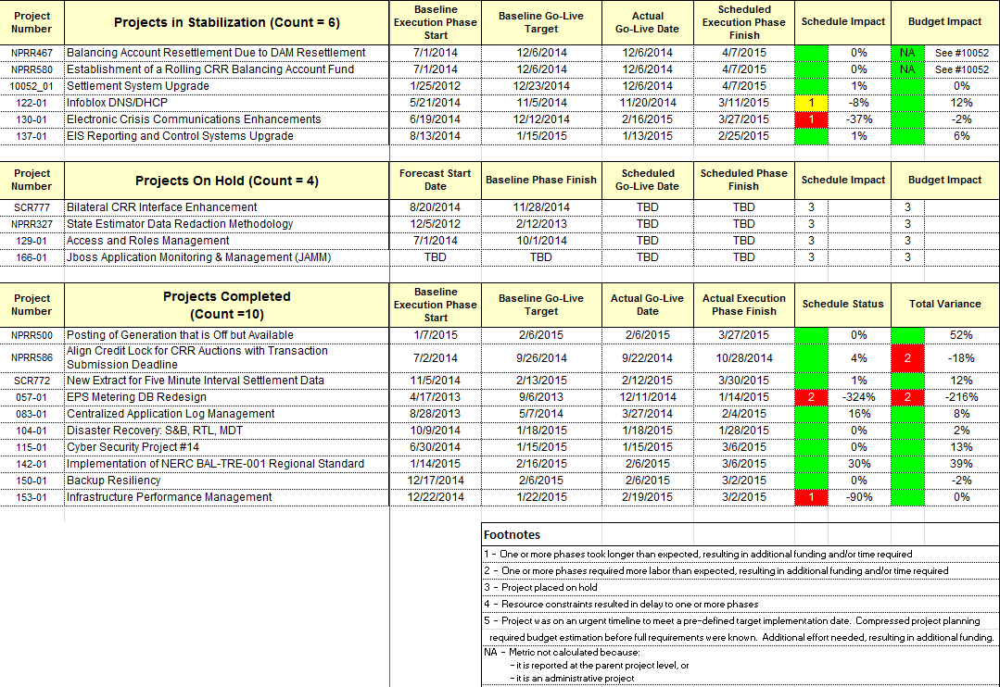 Project Number Projects in Stabilization (Count = 6) Baseline Execution Phase Start Baseline Go-Live Target Actual Go-Live Date Scheduled Execution Phase Finish Schedule Impact Budget Impact
NPRR467 Balancing Account Resettlement Due to DAM Resettlement 7/1/2014 12/6/2014 12/6/2014 4/7/2015 0% NA See #10052
NPRR580 Establishment of a Rolling CRR Balancing Account Fund 7/1/2014 12/6/2014 12/6/2014 4/7/2015 0% NA See #10052
10052_01 Settlement System Upgrade 1/25/2012 12/23/2014 12/6/2014 4/7/2015 1% 0%
122-01 Infoblox DNS/DHCP 5/21/2014 11/5/2014 11/20/2014 3/11/2015 1 -8% 12%
130-01 Electronic Crisis Communications Enhancements 6/19/2014 12/12/2014 2/16/2015 3/27/2015 1 -37% -2%
137-01 EIS Reporting and Control Systems Upgrade 8/13/2014 1/15/2015 1/13/2015 2/25/2015 1% 6%
Project Number Projects On Hold (Count = 4) Forecast Start Date Baseline Phase Finish Scheduled Go-Live Date Scheduled Phase Finish Schedule Impact Budget Impact
SCR777 Bilateral CRR Interface Enhancement 8/20/2014 11/28/2014 TBD TBD 3 3
NPRR327 State Estimator Data Redaction Methodology 12/5/2012 2/12/2013 TBD TBD 3 3
129-01 Access and Roles Management 7/1/2014 10/1/2014 TBD TBD 3 3
166-01 Jboss Application Monitoring & Management (JAMM) TBD TBD TBD TBD 3 3
Project Number Projects Completed (Count =10) Baseline Execution Phase Start Baseline Go-Live Target Actual Go-Live Date Actual Execution Phase Finish Schedule Status Total Variance
NPRR500 Posting of Generation that is Off but Available 1/7/2015 2/6/2015 2/6/2015 3/27/2015 0% 52%
NPRR586 Align Credit Lock for CRR Auctions with Transaction Submission Deadline 7/2/2014 9/26/2014 9/22/2014 10/28/2014 4% 2 -18%
SCR772 New Extract for Five Minute Interval Settlement Data 11/5/2014 2/13/2015 2/12/2015 3/30/2015 1% 12%
057-01 EPS Metering DB Redesign 4/17/2013 9/6/2013 12/11/2014 1/14/2015 2 -324% 2 -216%
083-01 Centralized Application Log Management 8/28/2013 5/7/2014 3/27/2014 2/4/2015 16% 8%
104-01 Disaster Recovery: S&B, RTL, MDT 10/9/2014 1/18/2015 1/18/2015 1/28/2015 0% 2%
115-01 Cyber Security Project #14 6/30/2014 1/15/2015 1/15/2015 3/6/2015 0% 13%
142-01 Implementation of NERC BAL-TRE-001 Regional Standard 1/14/2015 2/16/2015 2/6/2015 3/6/2015 30% 39%
150-01 Backup Resiliency 12/17/2014 2/6/2015 2/6/2015 3/2/2015 0% -2%
153-01 Infrastructure Performance Management 12/22/2014 1/22/2015 2/19/2015 3/2/2015 1 -90% 0%
Footnotes
1 - One or more phases took longer than expected, resulting in additional funding and/or time required
2 - One or more phases required more labor than expected, resulting in additional funding and/or time required
3 - Project placed on hold
4 - Resource constraints resulted in delay to one or more phases
5 - Project was on an urgent timeline to meet a pre-defined target implementation date. Compressed project planning
required budget estimation before full requirements were known. Additional effort needed, resulting in additional funding.
NA - Metric not calculated because:
- it is reported at the parent project level, or
- it is an administrative project